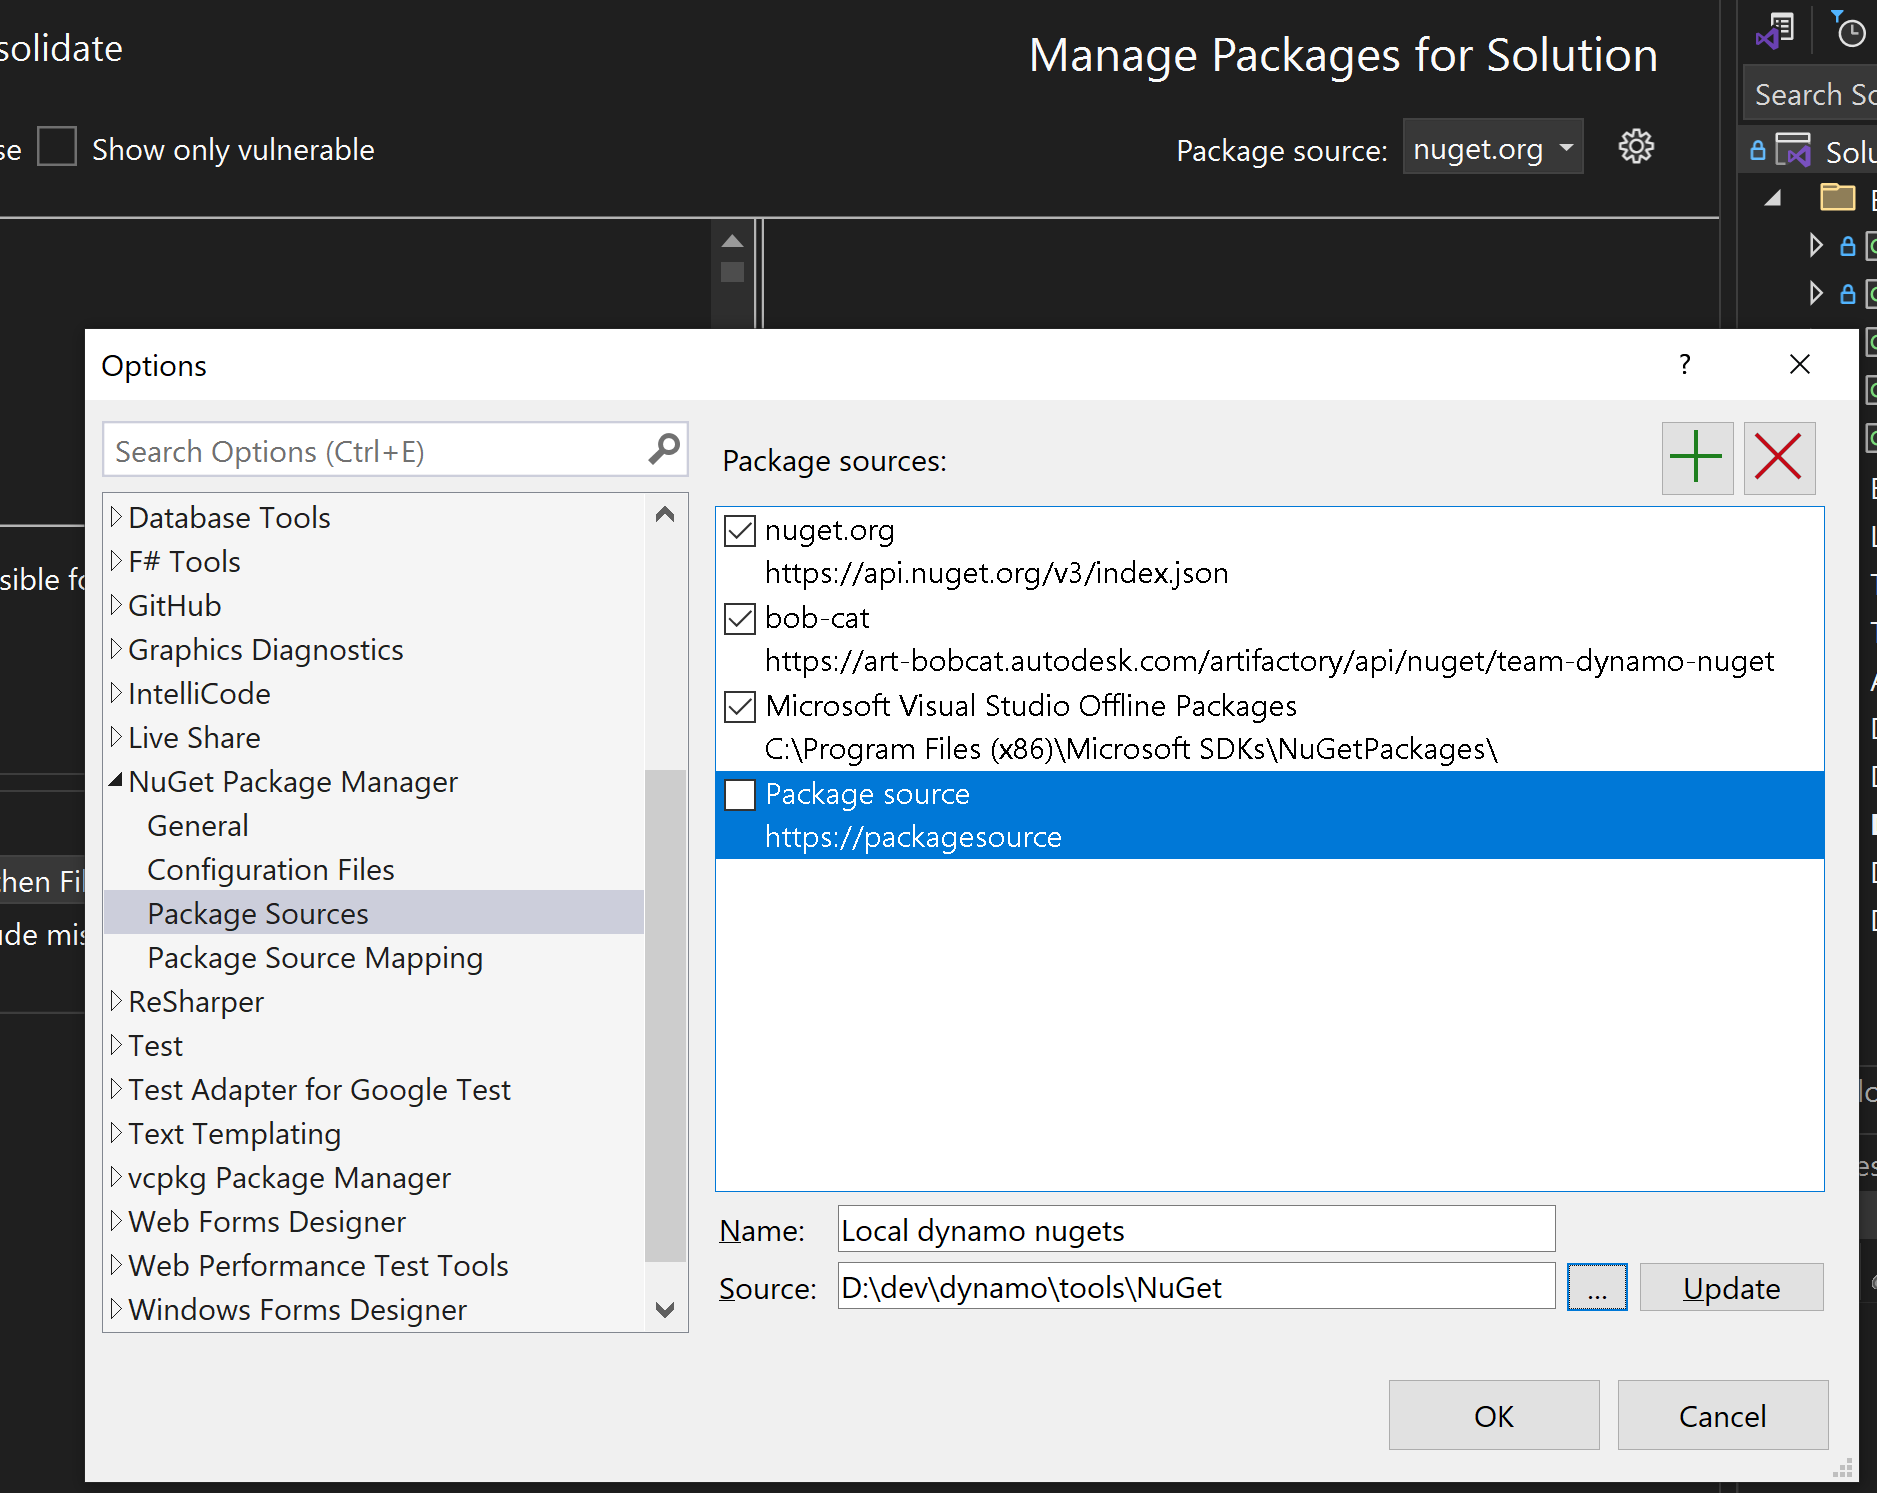 solidate
Manage Packages for Solution
se
Show only vulnerable
Package source:
nuget.org
Search Sc
Solu
Options
?
Search Options (Ctrl+E)
Package sources:
Database Tools
F# Tools
GitHub
Graphics Diagnostics
IntelliCode
Live Share
NuGet Package Manager
General
Configuration Files
Package Sources
Package Source Mapping
ReSharper
Test
Test Adapter for Google Test
Text Templating
vcpkg Package Manager
Web Forms Designer
Web Performance Test Tools
Windows Forms Designer
nuget.org
https://api.nuget.org/v3/index.json
bob-cat
https://art-bobcat.autodesk.com/artifactory/api/nuget/team-dynamo-nuget
Microsoft Visual Studio Offline Packages
C:\Program Files (x86)\Microsoft SDKs\NuGetPackages\
Package source
https://packagesource
Name:
Local dynamo nugets
Source:
D:\dev\dynamo\tools\NuGet
...
Update
OK
Cancel
sible fo
hen Fil
ude mis